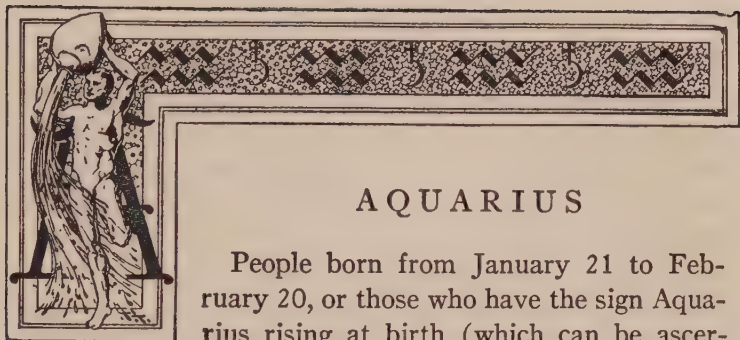 AQUARIUS
People born from January 21 to Feb-
ruary 20, or those who have the sign Aqua-
rius rising at birth (which can be ascer-